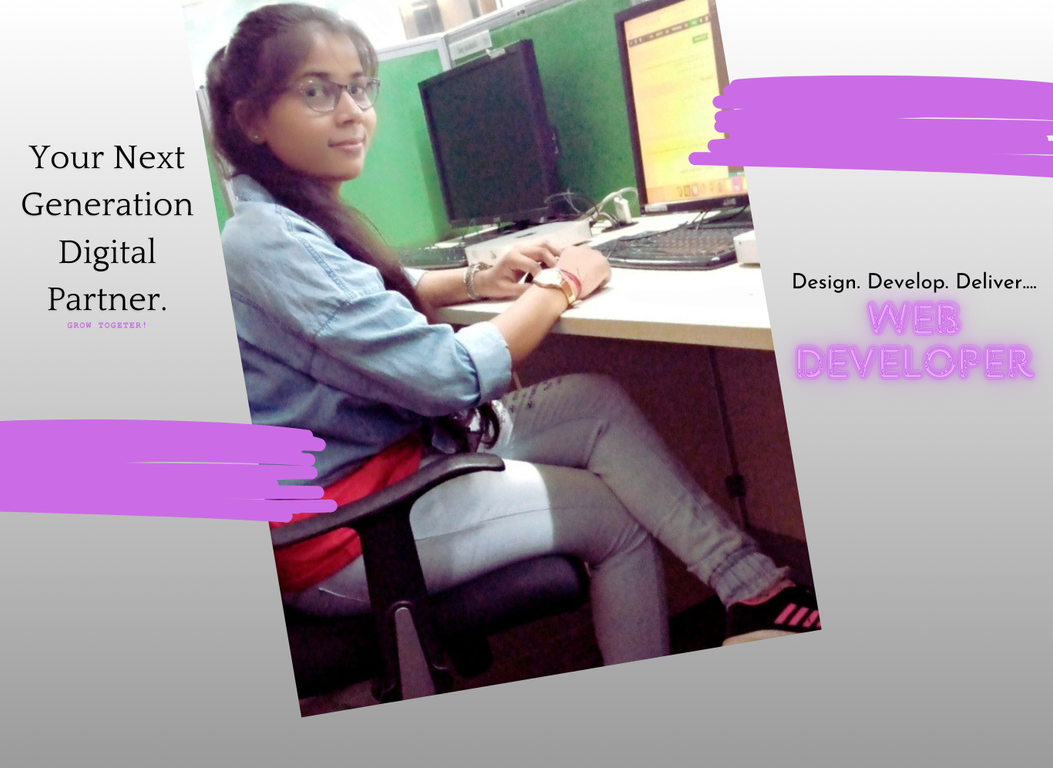 Your Next
Generation
Digital
Partner.
GROW TOGETER!
Design. Develop. Deliver....
WEB
DEVELOPER